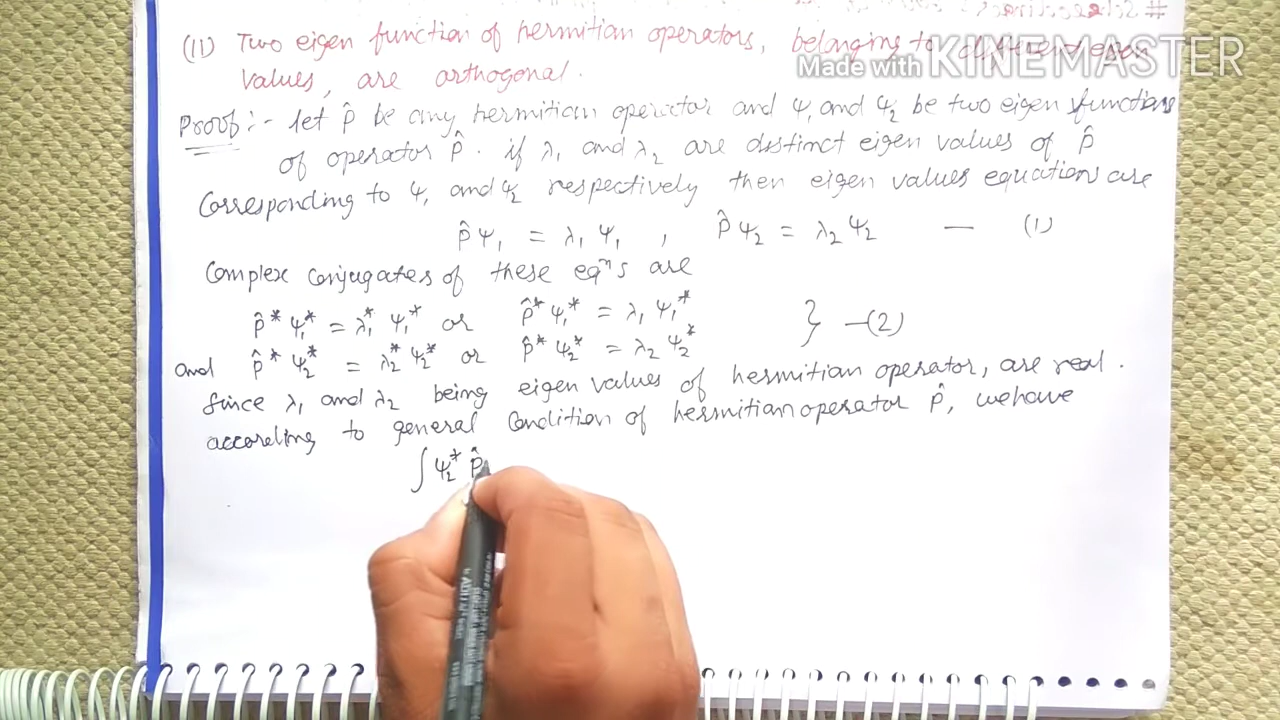 (11) Two eigen function of hermitian operators, belonging to different eigen
values, are orthogonal.
Made with KINEMASTER
Proof:- let P̂ be any hermitian operator and ψ₁ and ψ₂ be two eigen functions
of operator P̂. if λ₁ and λ₂ are distinct eigen values of P̂
Corresponding to ψ₁ and ψ₂ respectively then eigen values equations are
P̂ψ₁ = λ₁ψ₁ , P̂ψ₂ = λ₂ψ₂ — (1)
Complex conjugates of these eqⁿs are
P̂*ψ₁* = λ₁*ψ₁* or P̂*ψ₁* = λ₁ψ₁*
and P̂*ψ₂* = λ₂*ψ₂* or P̂*ψ₂* = λ₂ψ₂* } —(2)
Since λ₁ and λ₂ being eigen values of hermitian operator, are real.
according to general Condition of hermitian operator P̂, we have
∫ψ₂* P̂